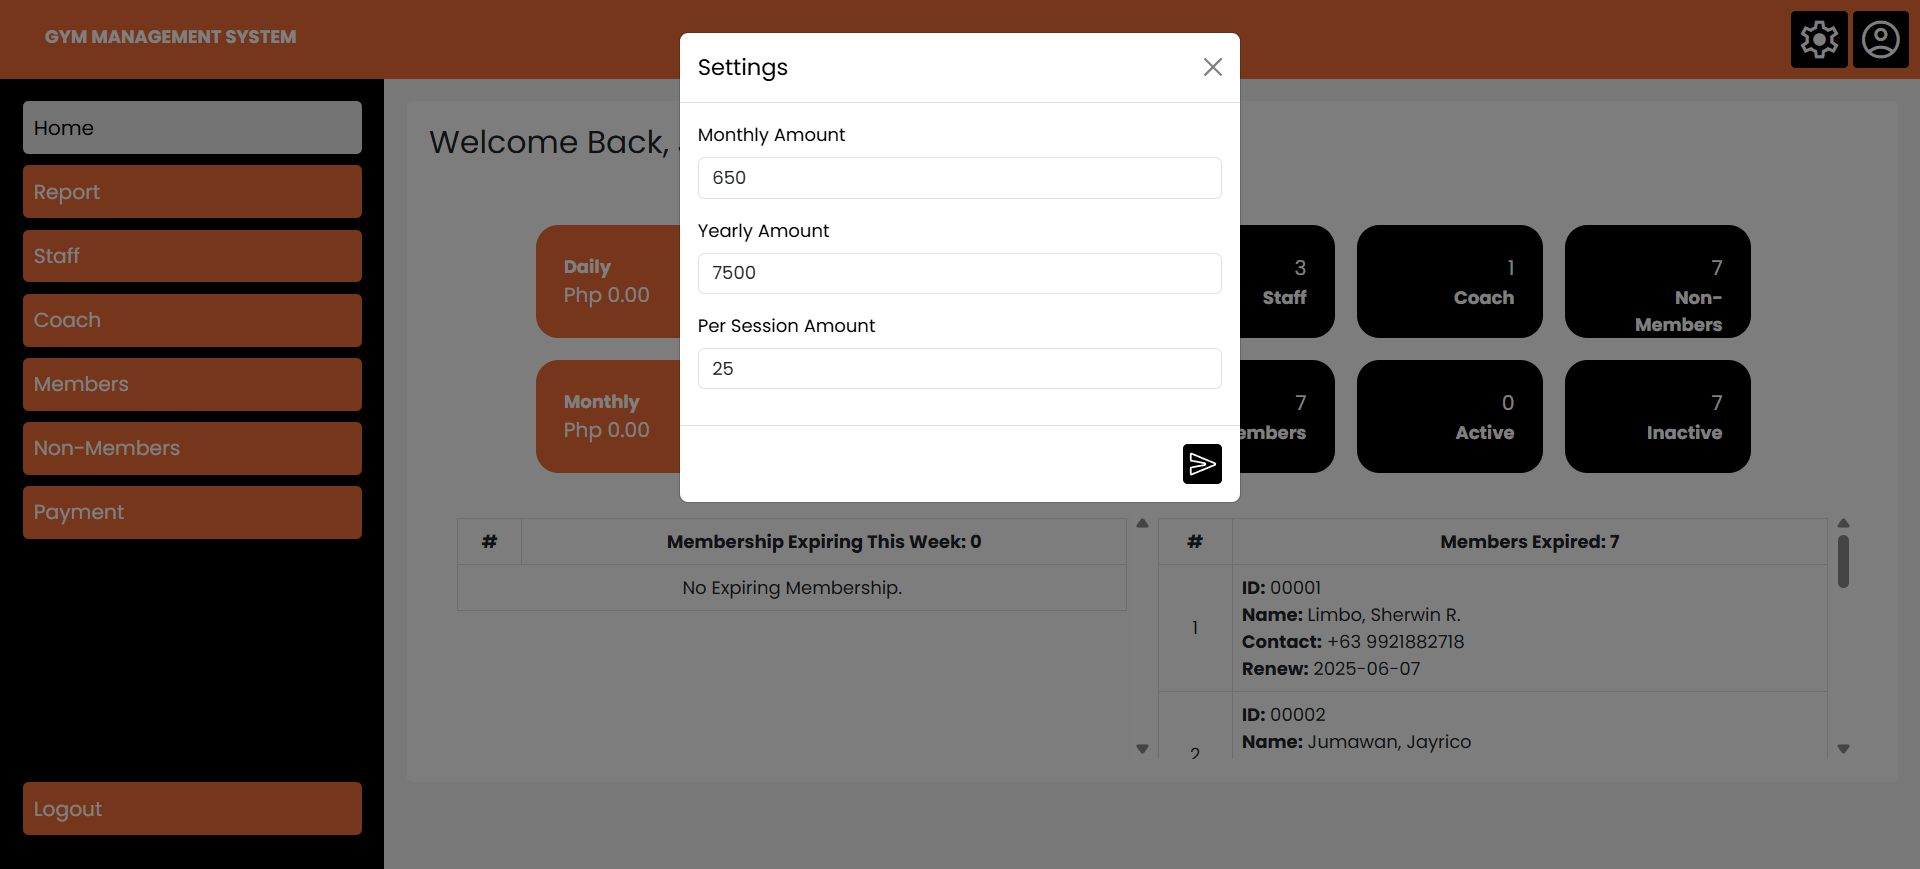 GYM MANAGEMENT SYSTEM
Home
Report
Staff
Coach
Members
Non-Members
Payment
Logout
Welcome Back,
Settings
Monthly Amount
650
Yearly Amount
7500
Per Session Amount
25
Daily
Php 0.00
Monthly
Php 0.00
3
Staff
1
Coach
7
Non-
Members
7
embers
0
Active
7
Inactive
# Membership Expiring This Week: 0
No Expiring Membership.
# Members Expired: 7
1
ID: 00001
Name: Limbo, Sherwin R.
Contact: +63 9921882718
Renew: 2025-06-07
2
ID: 00002
Name: Jumawan, Jayrico